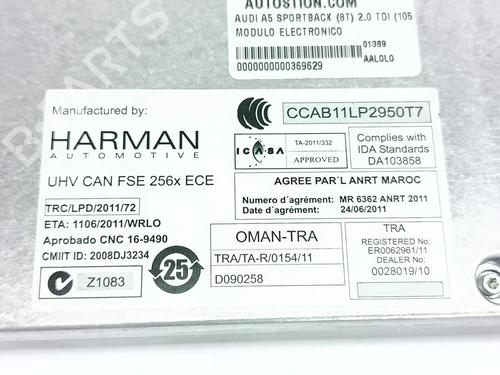 AUTOSTION.COM
AUDI A5 SPORTBACK (8T) 2.0 TDI (105
MODULO ELECTRONICO
01369
0000000000369629
AAL0L0
Manufactured by:
HARMAN
AUTOMOTIVE
UHV CAN FSE 256x ECE
TRC/LPD/2011/72
ETA: 1106/2011/WRLO
Aprobado CNC 16-9490
CMIIT ID: 2008DJ3234
Z1083
25
CCAB11LP2950T7
ICASA
TA-2011/332
APPROVED
Complies with
IDA Standards
DA103858
AGREE PAR´L ANRT MAROC
Numero d´agrément: MR 6362 ANRT 2011
Date d´agrément: 24/06/2011
OMAN-TRA
TRA/TA-R/0154/11
D090258
TRA
REGISTERED No:
ER0062961/11
DEALER No:
0028019/10